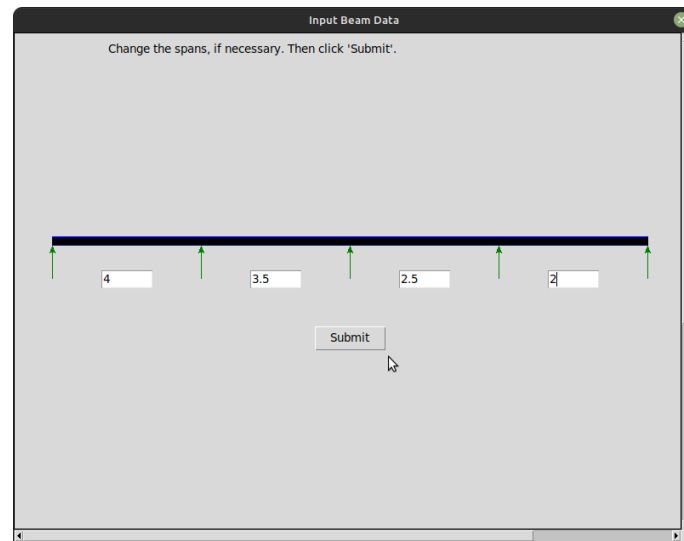 Input Beam Data
Change the spans, if necessary. Then click 'Submit'.
4 3.5 2.5 2
Submit